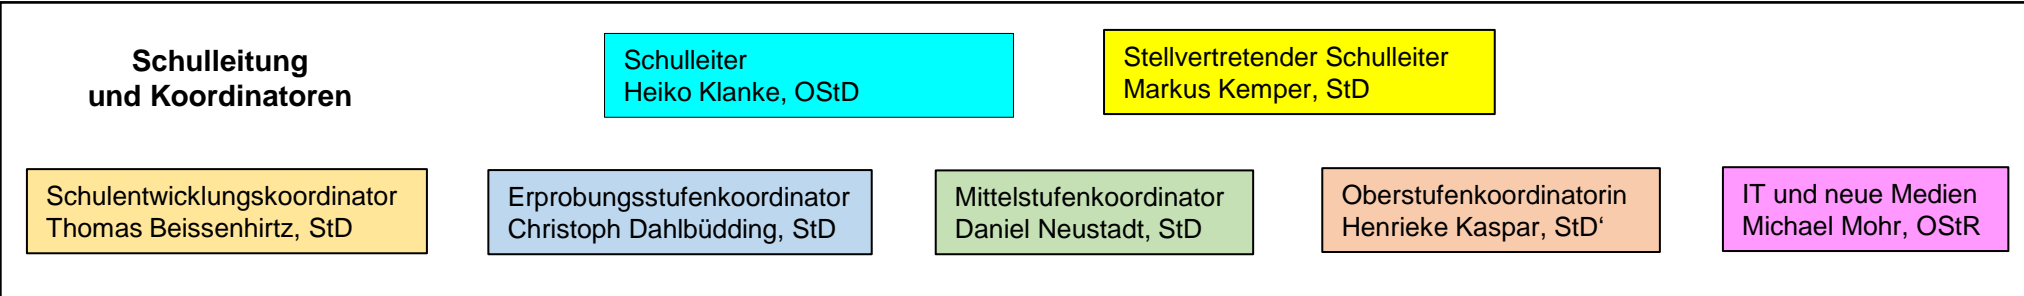 Schulleitung
und Koordinatoren
Schulleiter
Heiko Klanke, OStD
Stellvertretender Schulleiter
Markus Kemper, StD
Schulentwicklungskoordinator
Thomas Beissenhirtz, StD
Erprobungsstufenkoordinator
Christoph Dahlbüdding, StD
Mittelstufenkoordinator
Daniel Neustadt, StD
Oberstufenkoordinatorin
Henrieke Kaspar, StD‘
IT und neue Medien
Michael Mohr, OStR